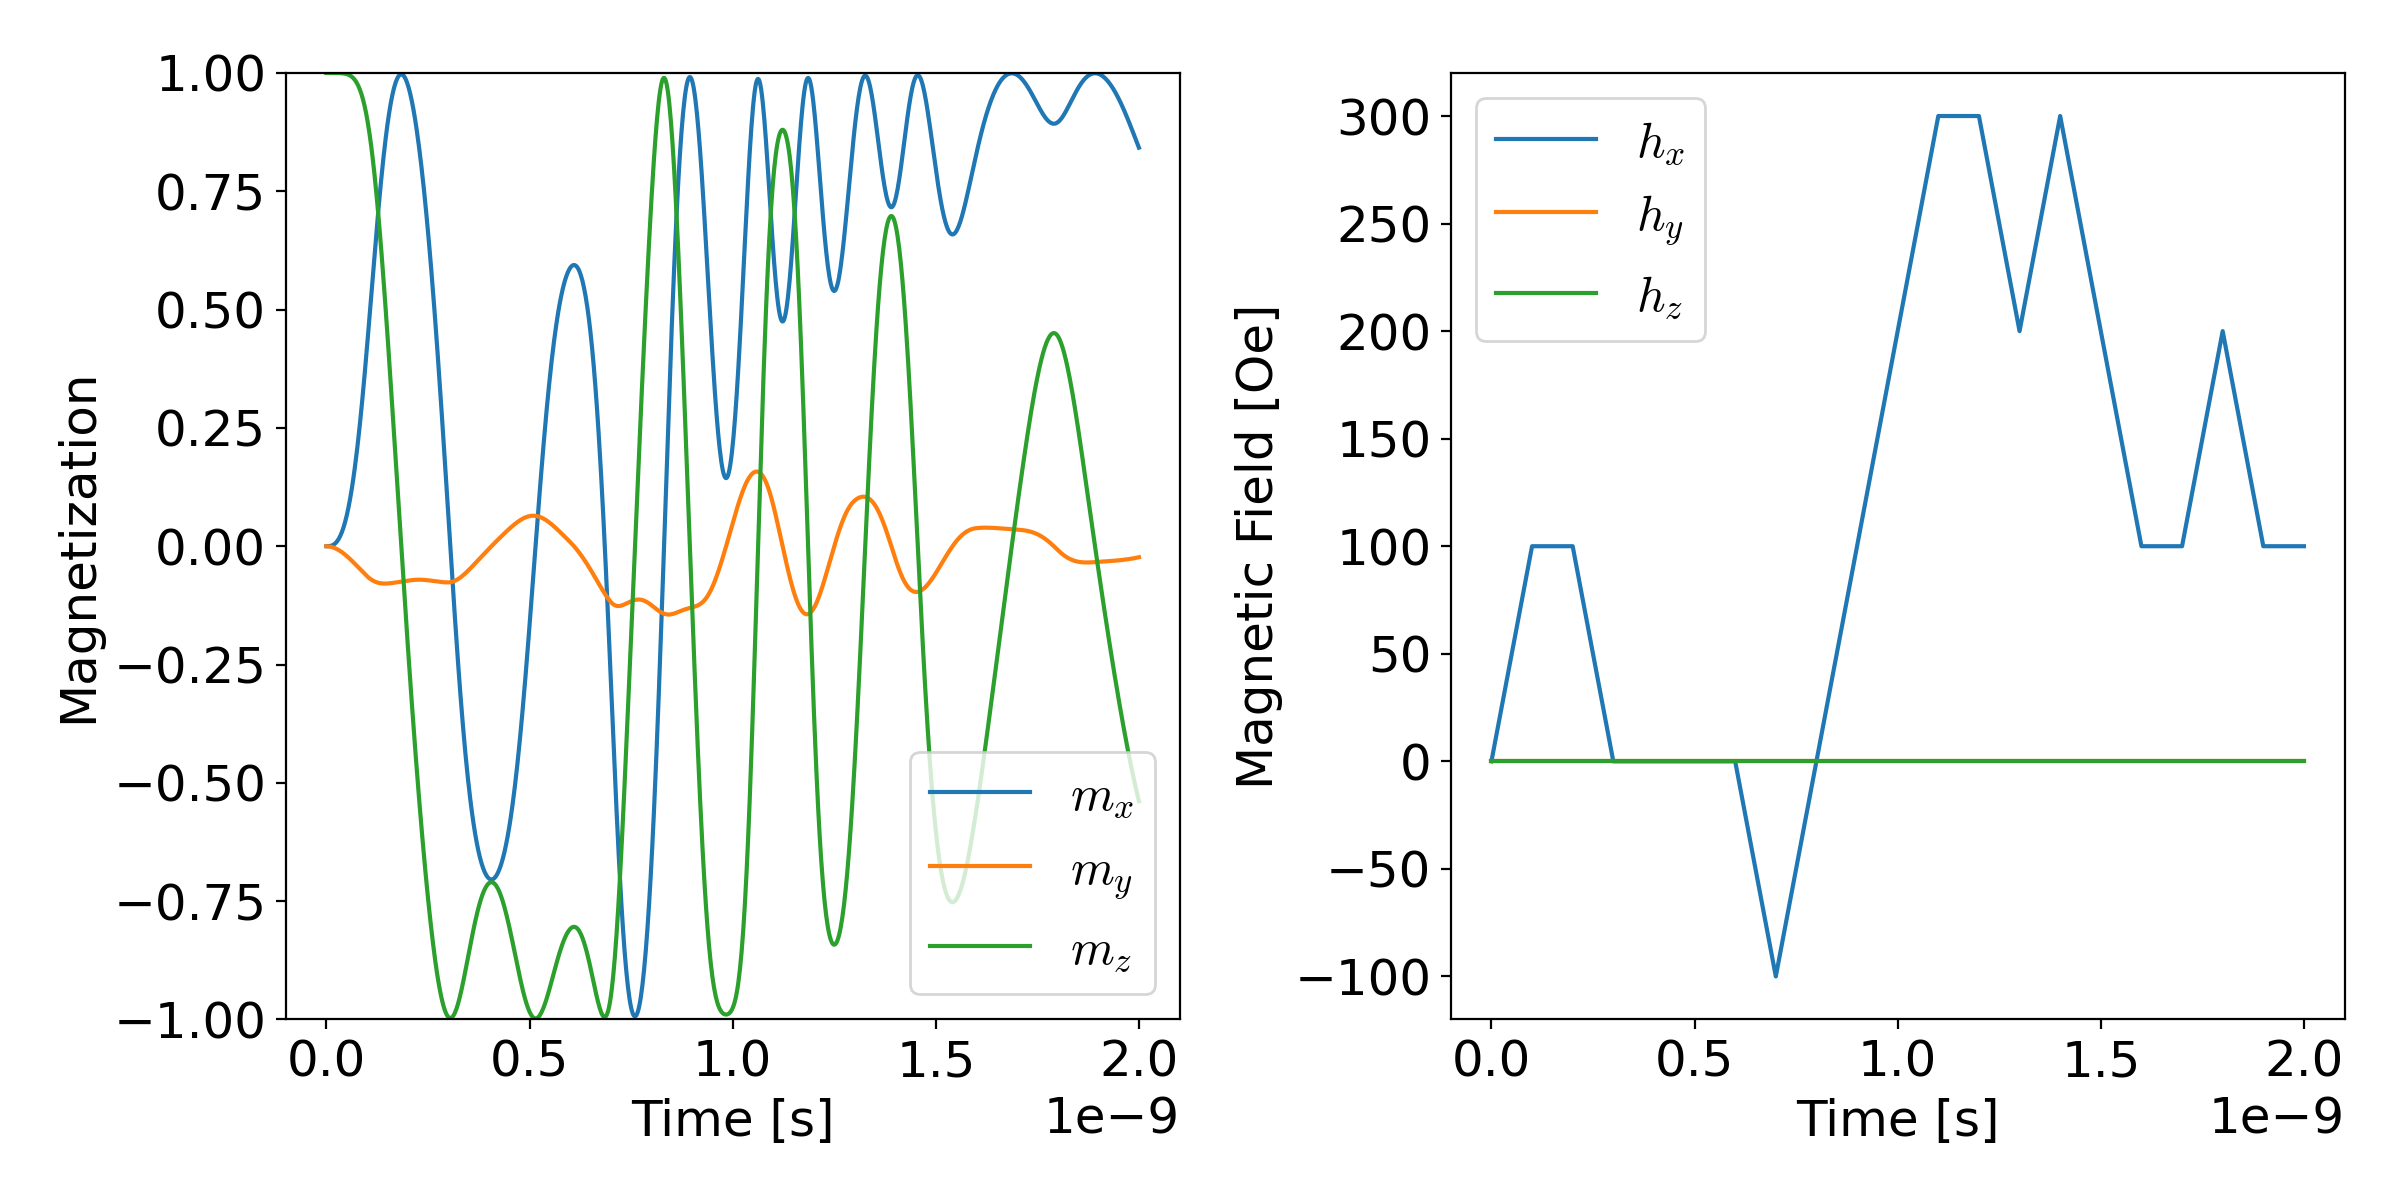 1.00
0.75
0.50
0.25
0.00
−0.25
−0.50
−0.75
−1.00
Magnetization
0.0 0.5 1.0 1.5 2.0
Time [s]
1e−9
m_x
m_y
m_z
300
250
200
150
100
50
0
−50
−100
Magnetic Field [Oe]
0.0 0.5 1.0 1.5 2.0
Time [s]
1e−9
h_x
h_y
h_z